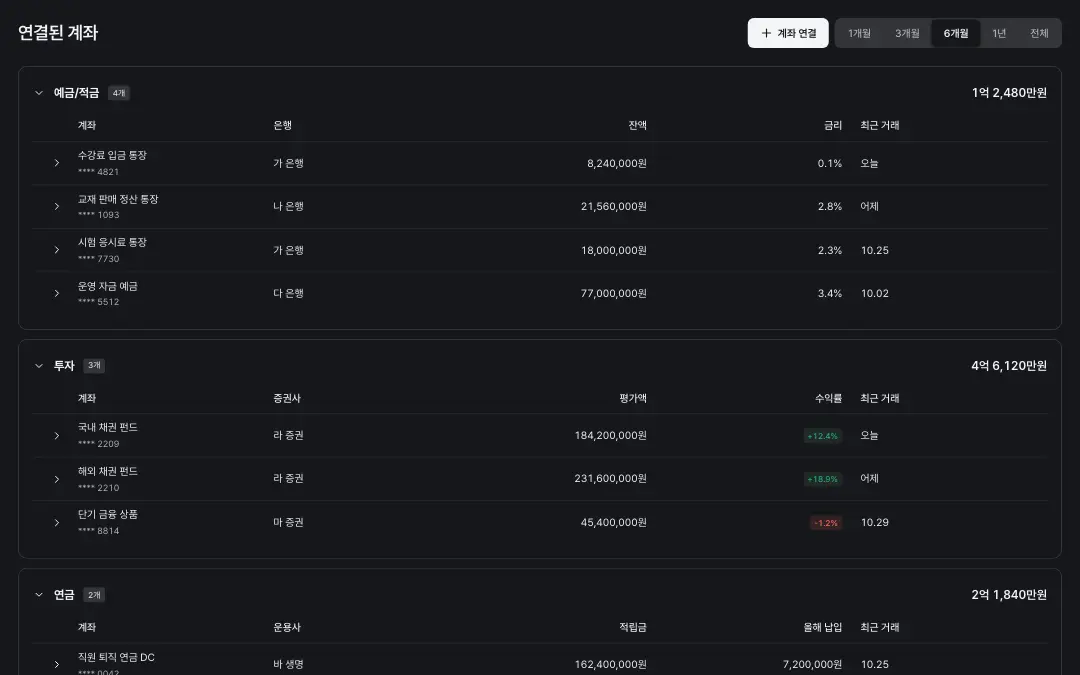 연결된 계좌
+ 계좌 연결
1개월 3개월 6개월 1년 전체
예금/적금 4개 1억 2,480만원
계좌 은행 잔액 금리 최근 거래
수강료 입금 통장
**** 4821
가 은행 8,240,000원 0.1% 오늘
교재 판매 정산 통장
**** 1093
나 은행 21,560,000원 2.8% 어제
시험 응시료 통장
**** 7730
가 은행 18,000,000원 2.3% 10.25
운영 자금 예금
**** 5512
다 은행 77,000,000원 3.4% 10.02
투자 3개 4억 6,120만원
계좌 증권사 평가액 수익률 최근 거래
국내 채권 펀드
**** 2209
라 증권 184,200,000원 +12.4% 오늘
해외 채권 펀드
**** 2210
라 증권 231,600,000원 +18.9% 어제
단기 금융 상품
**** 8814
마 증권 45,400,000원 -1.2% 10.29
연금 2개 2억 1,840만원
계좌 운용사 적립금 올해 납입 최근 거래
직원 퇴직 연금 DC
**** 0042
바 생명 162,400,000원 7,200,000원 10.25